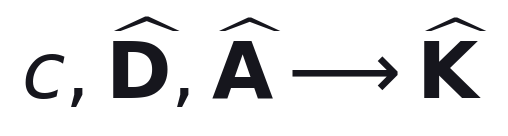 c, D̂, Â ⟶ K̂